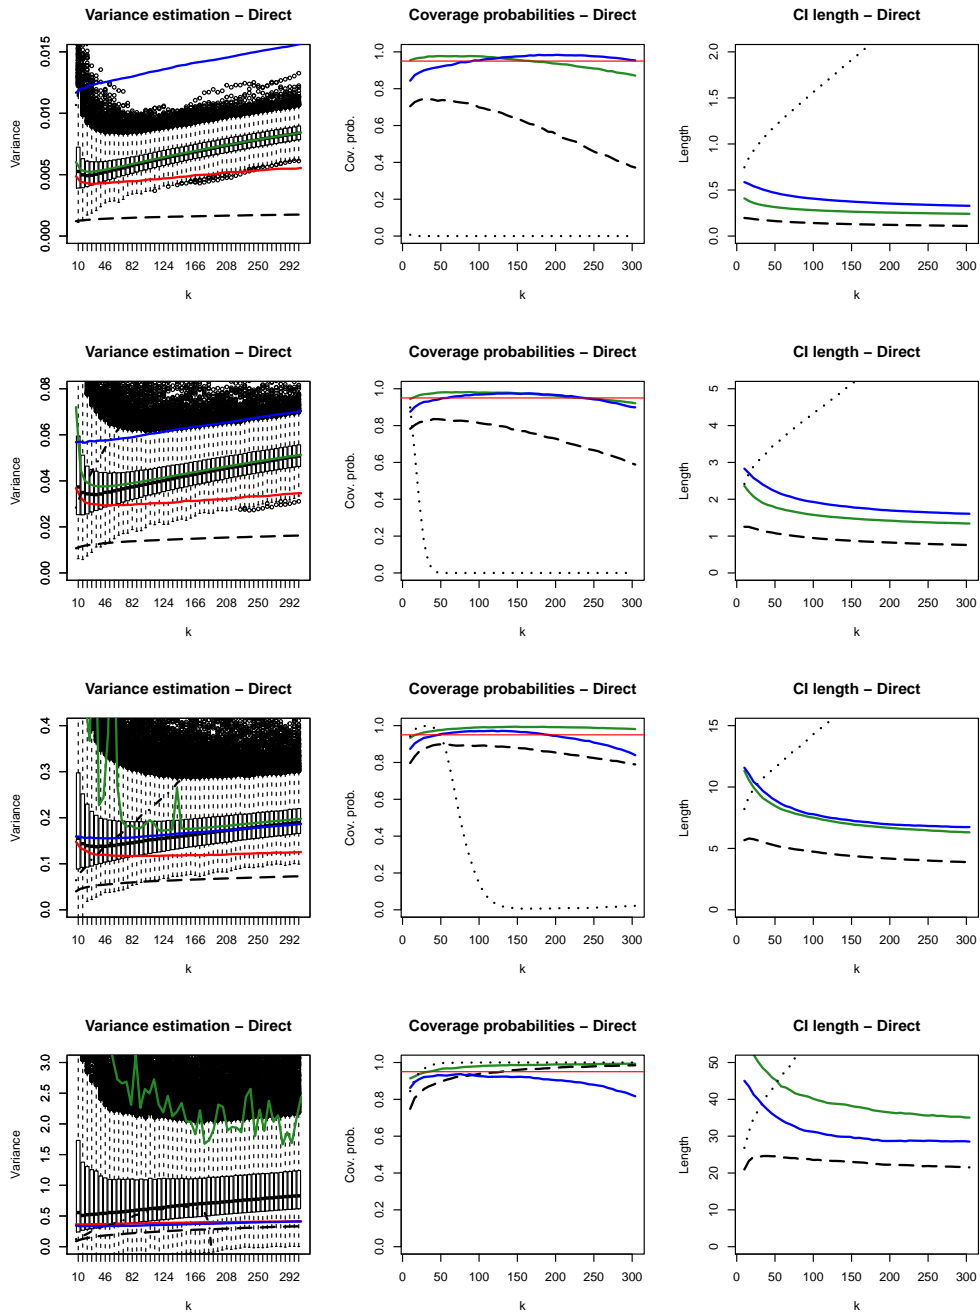 Variance estimation – Direct
Coverage probabilities – Direct
CI length – Direct
Variance
0.000 0.005 0.010 0.015
10 46 82 124 166 208 250 292
k
Cov. prob.
0.0 0.2 0.4 0.6 0.8 1.0
0 50 100 150 200 250 300
k
Length
0.0 0.5 1.0 1.5 2.0
0 50 100 150 200 250 300
k
Variance estimation – Direct
Coverage probabilities – Direct
CI length – Direct
Variance
0.00 0.02 0.04 0.06 0.08
10 46 82 124 166 208 250 292
k
Cov. prob.
0.0 0.2 0.4 0.6 0.8 1.0
0 50 100 150 200 250 300
k
Length
0 1 2 3 4 5
0 50 100 150 200 250 300
k
Variance estimation – Direct
Coverage probabilities – Direct
CI length – Direct
Variance
0.0 0.1 0.2 0.3 0.4
10 46 82 124 166 208 250 292
k
Cov. prob.
0.0 0.2 0.4 0.6 0.8 1.0
0 50 100 150 200 250 300
k
Length
0 5 10 15
0 50 100 150 200 250 300
k
Variance estimation – Direct
Coverage probabilities – Direct
CI length – Direct
Variance
0.0 0.5 1.0 1.5 2.0 2.5 3.0
10 46 82 124 166 208 250 292
k
Cov. prob.
0.0 0.2 0.4 0.6 0.8 1.0
0 50 100 150 200 250 300
k
Length
0 10 20 30 40 50
0 50 100 150 200 250 300
k